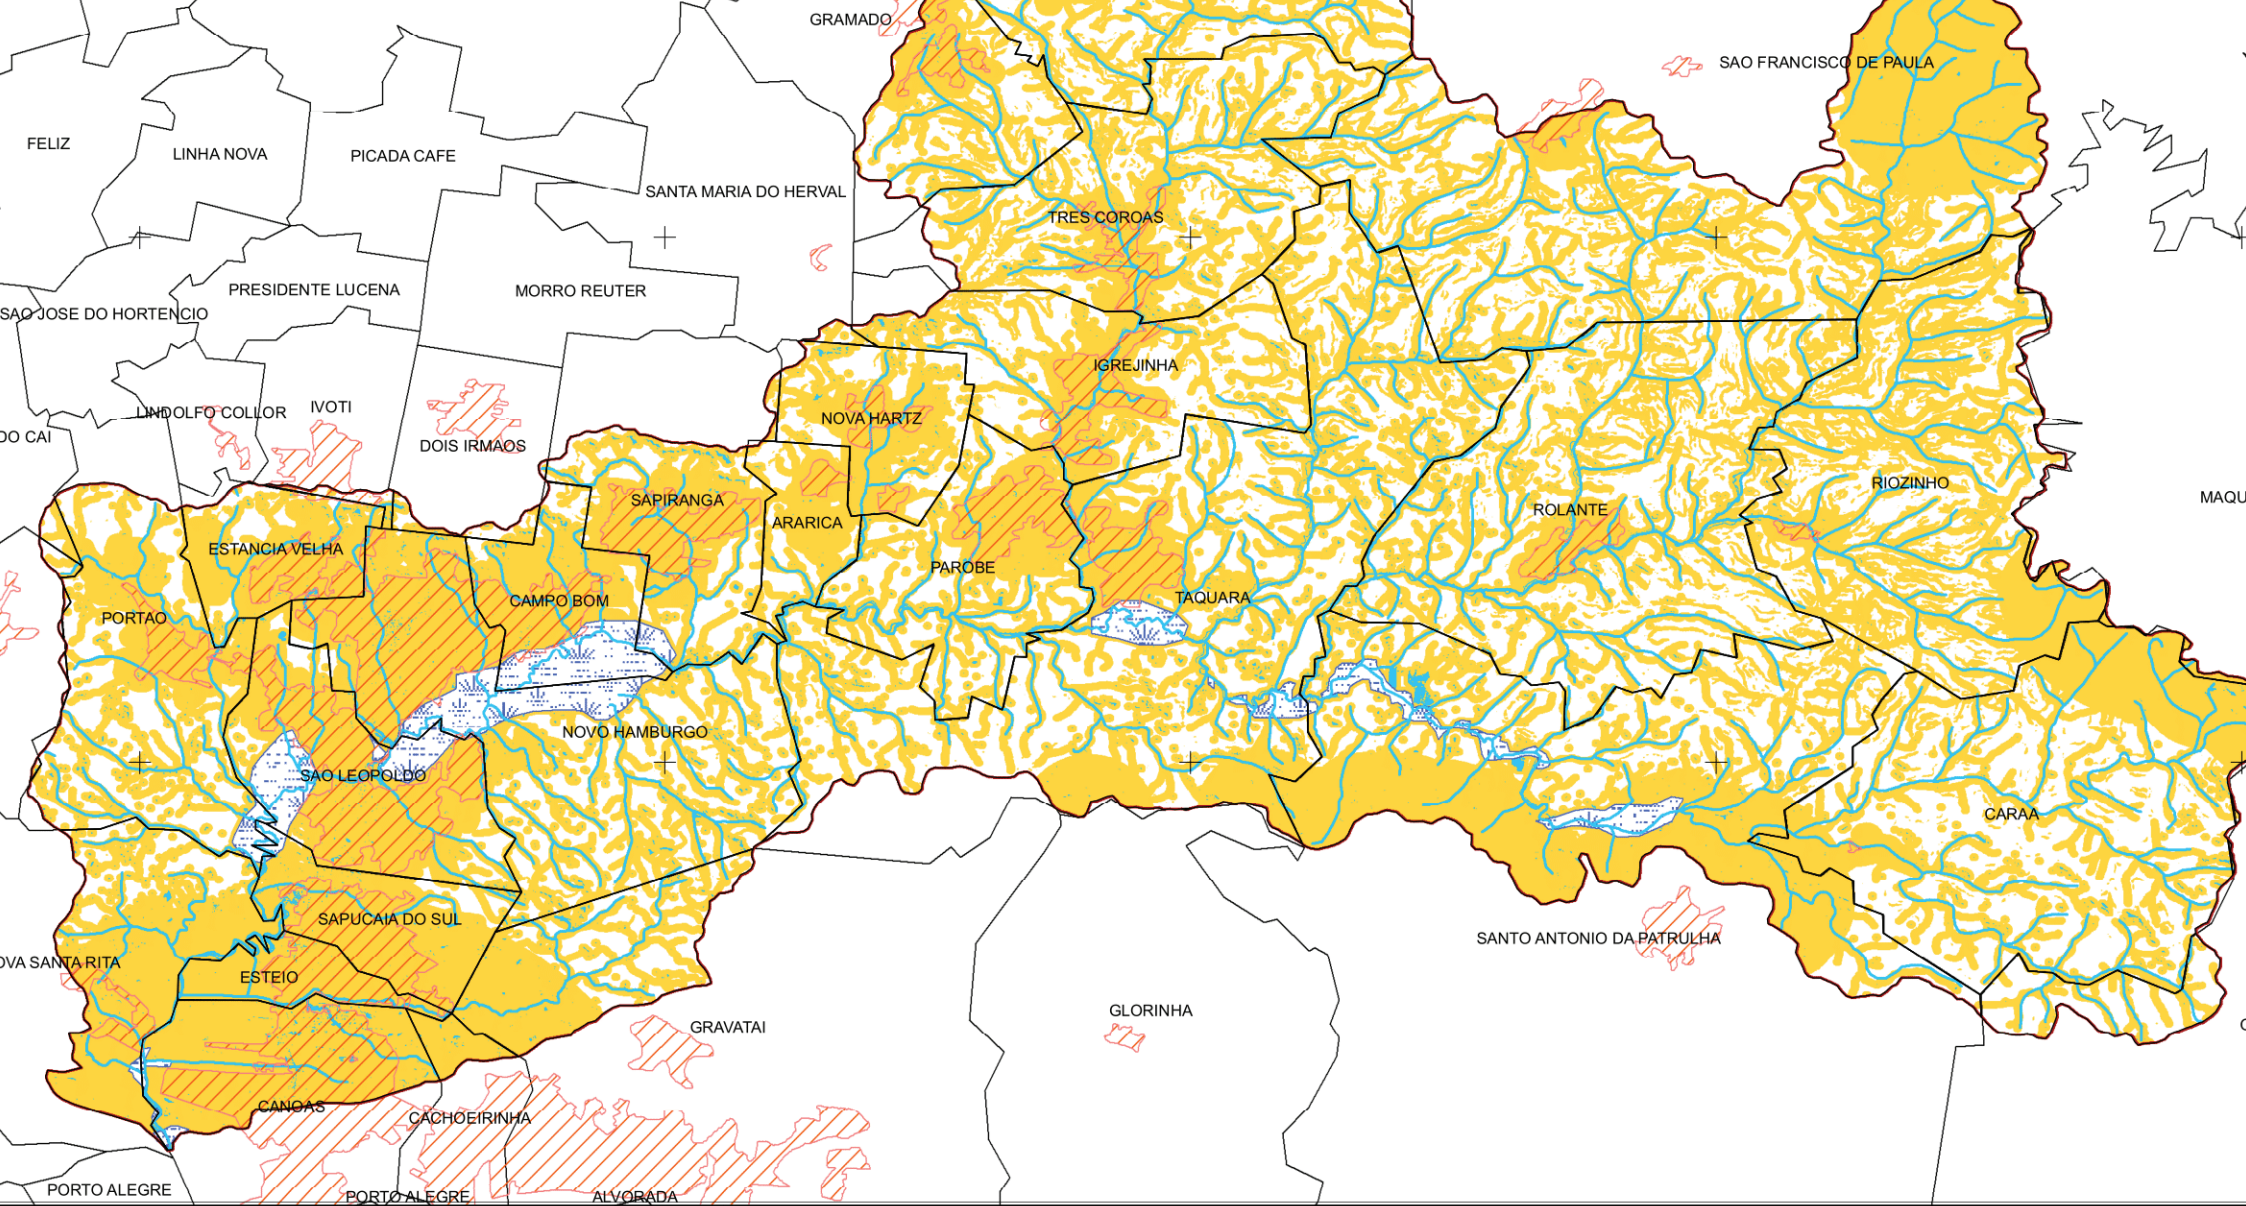 GRAMADO
SAO FRANCISCO DE PAULA
FELIZ
LINHA NOVA
PICADA CAFE
SANTA MARIA DO HERVAL
TRES COROAS
PRESIDENTE LUCENA
MORRO REUTER
SAO JOSE DO HORTENCIO
IGREJINHA
LINDOLFO COLLOR
IVOTI
NOVA HARTZ
DO CAI
DOIS IRMAOS
RIOZINHO
MAQU
SAPIRANGA
ROLANTE
ARARICA
ESTANCIA VELHA
PAROBE
CAMPO BOM
TAQUARA
PORTAO
NOVO HAMBURGO
SAO LEOPOLDO
CARAA
SAPUCAIA DO SUL
SANTO ANTONIO DA PATRULHA
OVA SANTA RITA
ESTEIO
GLORINHA
GRAVATAI
CANOAS
CACHOEIRINHA
PORTO ALEGRE
PORTO ALEGRE
ALVORADA